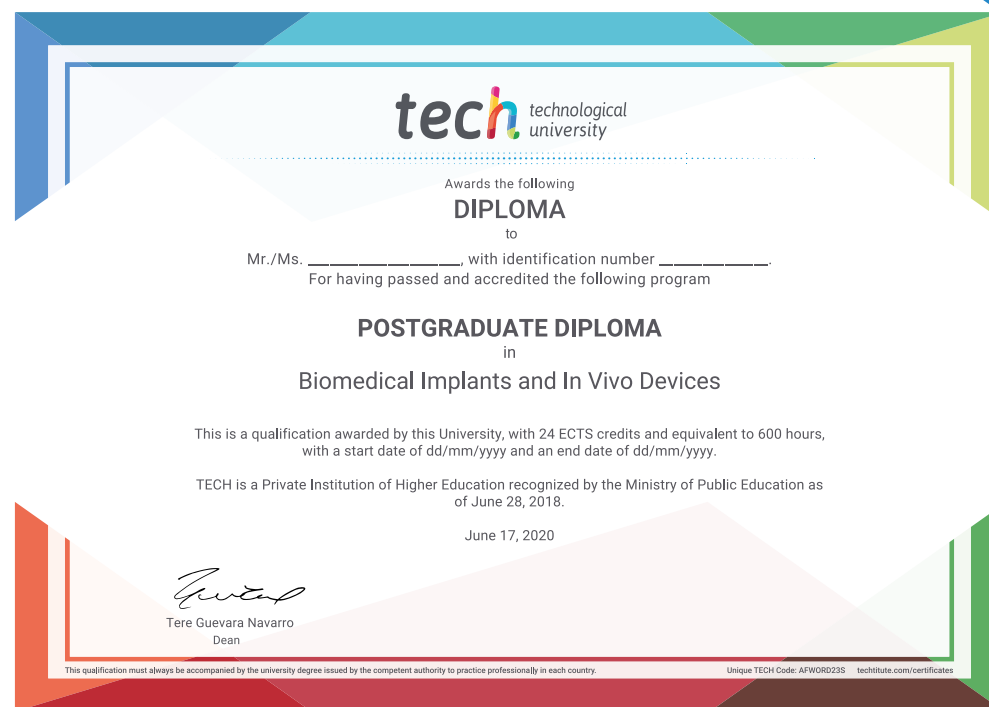 tech technological
university
Awards the following
DIPLOMA
to
Mr./Ms. ____________________, with identification number ______________.
For having passed and accredited the following program
POSTGRADUATE DIPLOMA
in
Biomedical Implants and In Vivo Devices
This is a qualification awarded by this University, with 24 ECTS credits and equivalent to 600 hours,
with a start date of dd/mm/yyyy and an end date of dd/mm/yyyy.
TECH is a Private Institution of Higher Education recognized by the Ministry of Public Education as
of June 28, 2018.
June 17, 2020
Tere Guevara Navarro
Dean
This qualification must always be accompanied by the university degree issued by the competent authority to practice professionally in each country.
Unique TECH Code: AFWORD23S techtitute.com/certificates